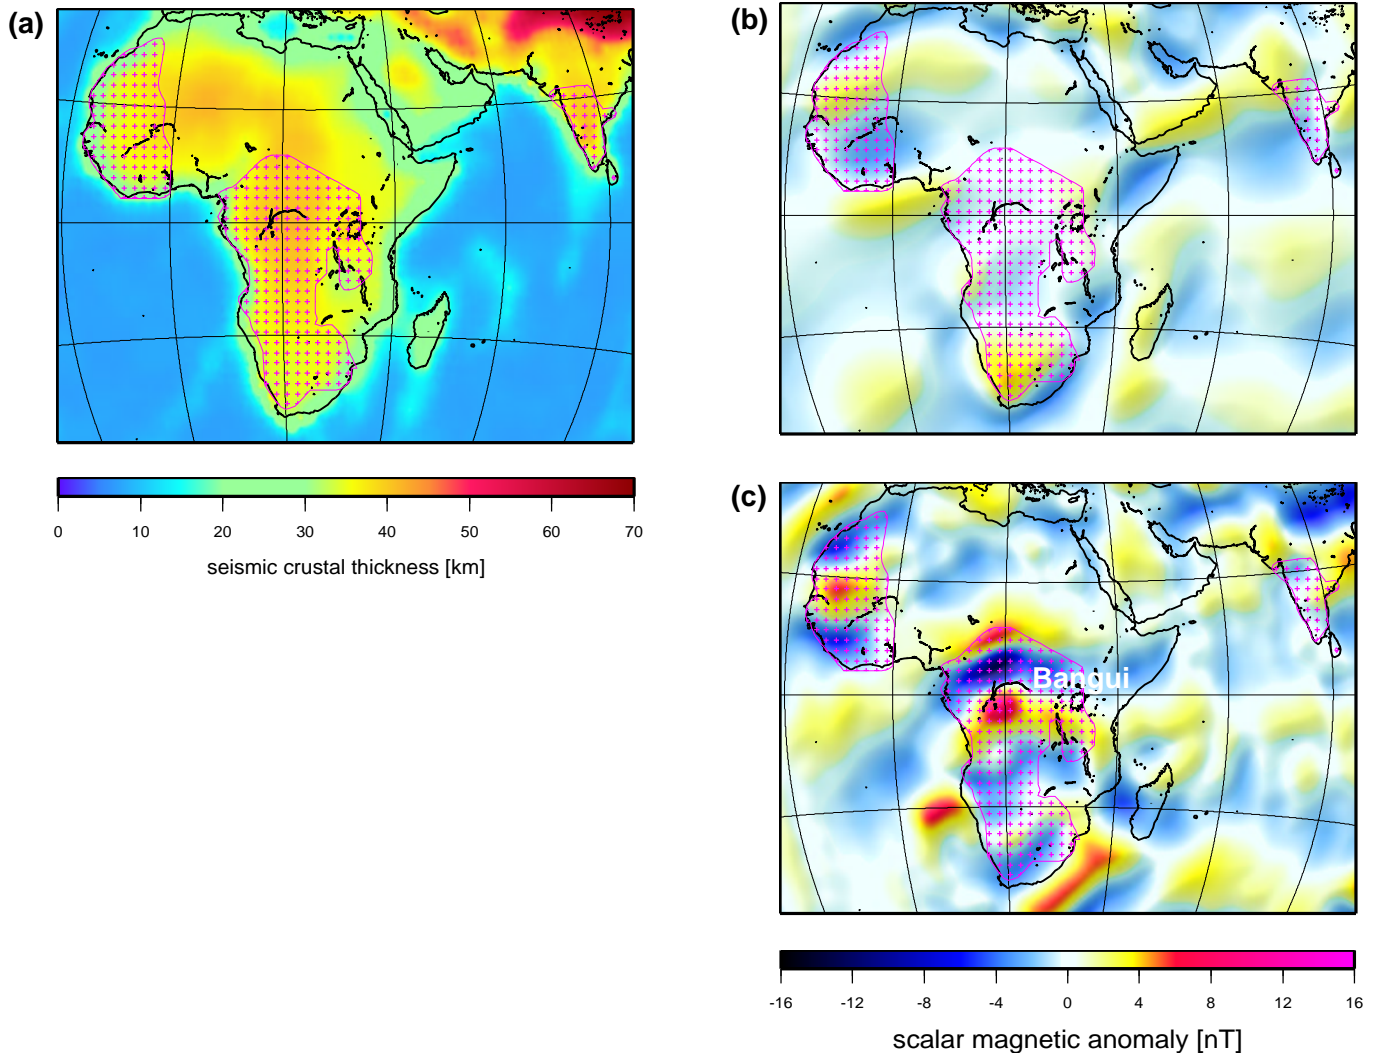 (a)
(b)
0 10 20 30 40 50 60 70
seismic crustal thickness [km]
(c)
Bangui
-16 -12 -8 -4 0 4 8 12 16
scalar magnetic anomaly [nT]